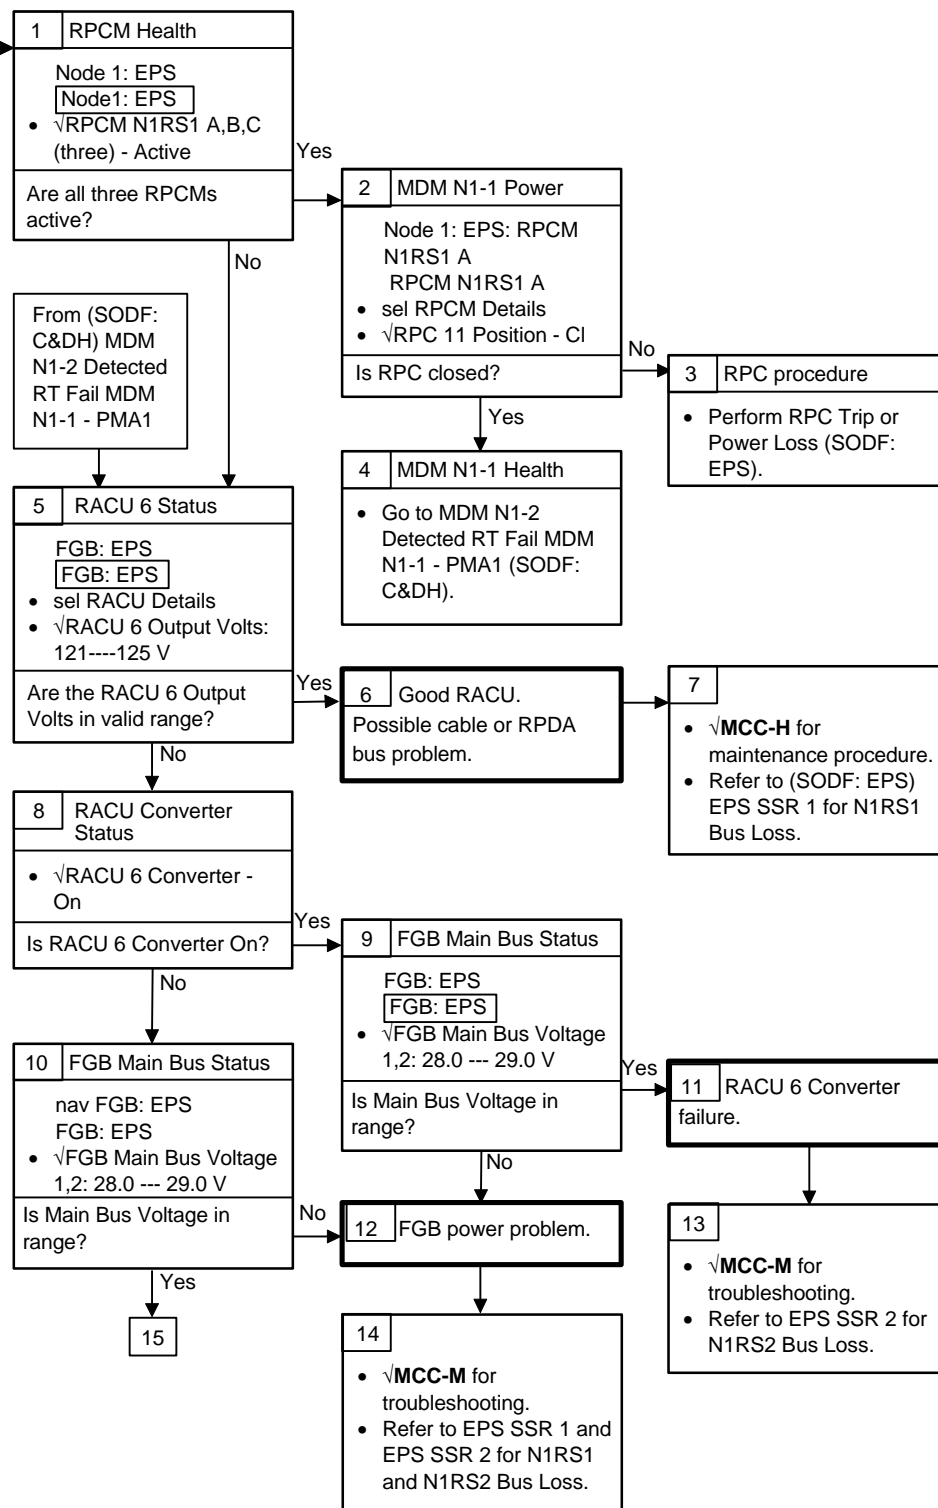 1 RPCM Health
Node 1: EPS
Node1: EPS
• √RPCM N1RS1 A,B,C
(three) - Active
Are all three RPCMs
active?
Yes
No
2 MDM N1-1 Power
Node 1: EPS: RPCM
N1RS1 A
RPCM N1RS1 A
• sel RPCM Details
• √RPC 11 Position - Cl
Is RPC closed?
No
Yes
3 RPC procedure
• Perform RPC Trip or
Power Loss (SODF:
EPS).
From (SODF:
C&DH) MDM
N1-2 Detected
RT Fail MDM
N1-1 - PMA1
4 MDM N1-1 Health
• Go to MDM N1-2
Detected RT Fail MDM
N1-1 - PMA1 (SODF:
C&DH).
5 RACU 6 Status
FGB: EPS
FGB: EPS
• sel RACU Details
• √RACU 6 Output Volts:
121----125 V
Are the RACU 6 Output
Volts in valid range?
Yes
No
6 Good RACU.
Possible cable or RPDA
bus problem.
7
• √MCC-H for
maintenance procedure.
• Refer to (SODF: EPS)
EPS SSR 1 for N1RS1
Bus Loss.
8 RACU Converter
Status
• √RACU 6 Converter -
On
Is RACU 6 Converter On?
Yes
No
9 FGB Main Bus Status
FGB: EPS
FGB: EPS
• √FGB Main Bus Voltage
1,2: 28.0 --- 29.0 V
Is Main Bus Voltage in
range?
Yes
No
10 FGB Main Bus Status
nav FGB: EPS
FGB: EPS
• √FGB Main Bus Voltage
1,2: 28.0 --- 29.0 V
Is Main Bus Voltage in
range?
No
Yes
11 RACU 6 Converter
failure.
12 FGB power problem.
13
• √MCC-M for
troubleshooting.
• Refer to EPS SSR 2 for
N1RS2 Bus Loss.
15
14
• √MCC-M for
troubleshooting.
• Refer to EPS SSR 1 and
EPS SSR 2 for N1RS1
and N1RS2 Bus Loss.